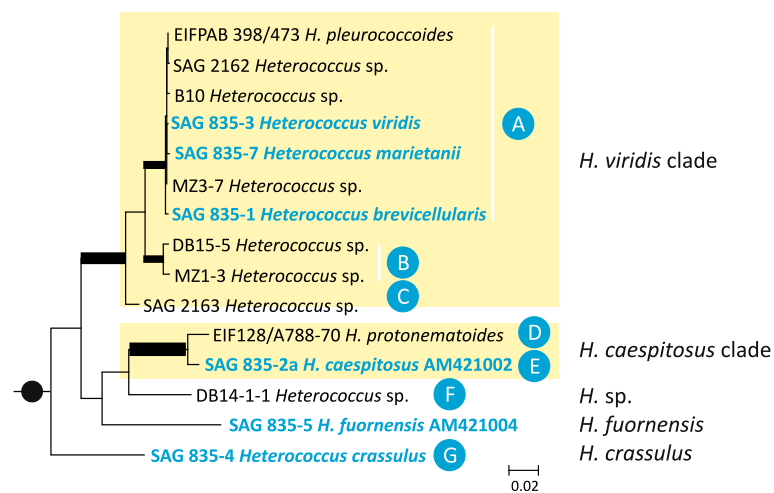 EIFPAB 398/473 H. pleurococcoides
SAG 2162 Heterococcus sp.
B10 Heterococcus sp.
SAG 835-3 Heterococcus viridis
A
SAG 835-7 Heterococcus marietanii
H. viridis clade
MZ3-7 Heterococcus sp.
SAG 835-1 Heterococcus brevicellularis
DB15-5 Heterococcus sp.
B
MZ1-3 Heterococcus sp.
C
SAG 2163 Heterococcus sp.
EIF128/A788-70 H. protonematoides
D
H. caespitosus clade
SAG 835-2a H. caespitosus AM421002
E
DB14-1-1 Heterococcus sp.
F
H. sp.
SAG 835-5 H. fuornensis AM421004
H. fuornensis
SAG 835-4 Heterococcus crassulus
G
H. crassulus
0.02